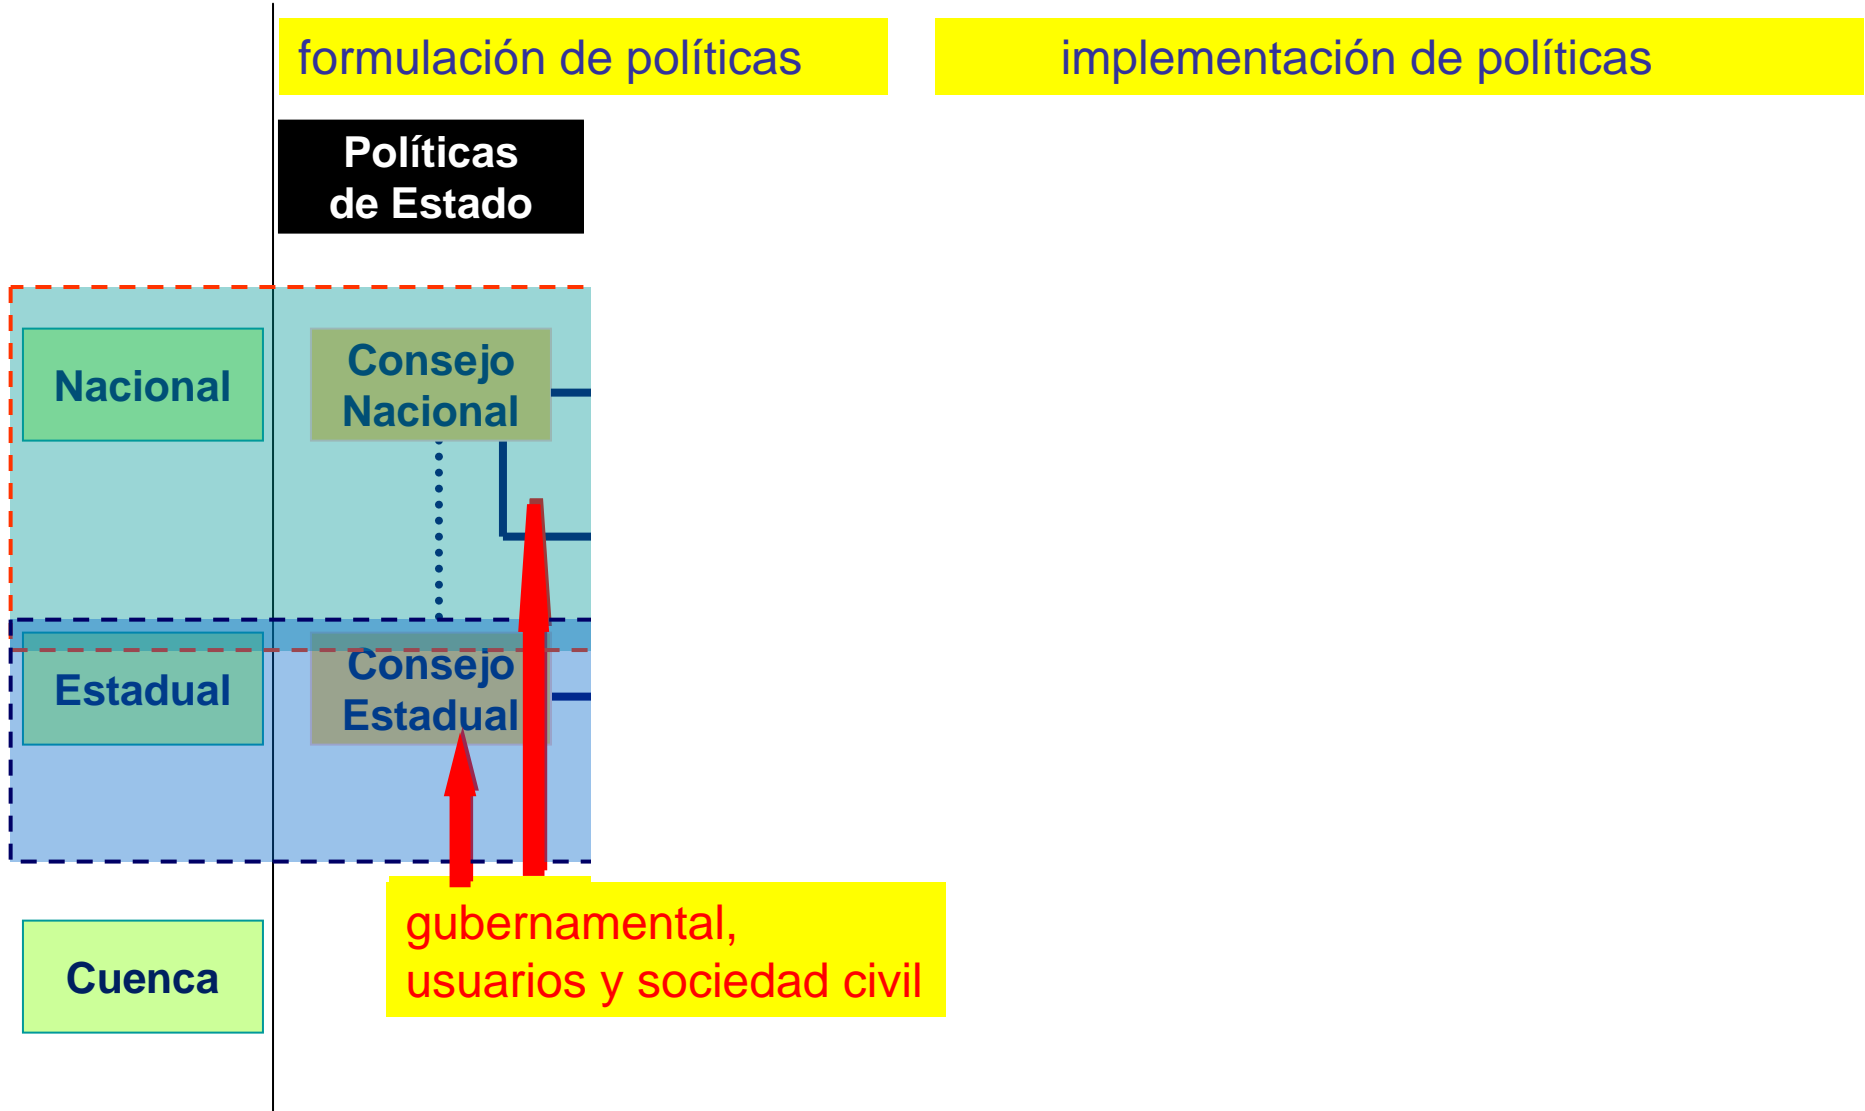 formulación de políticas
implementación de políticas
Políticas
de Estado
Nacional
Consejo
Nacional
Estadual
Consejo
Estadual
gubernamental,
usuarios y sociedad civil
Cuenca